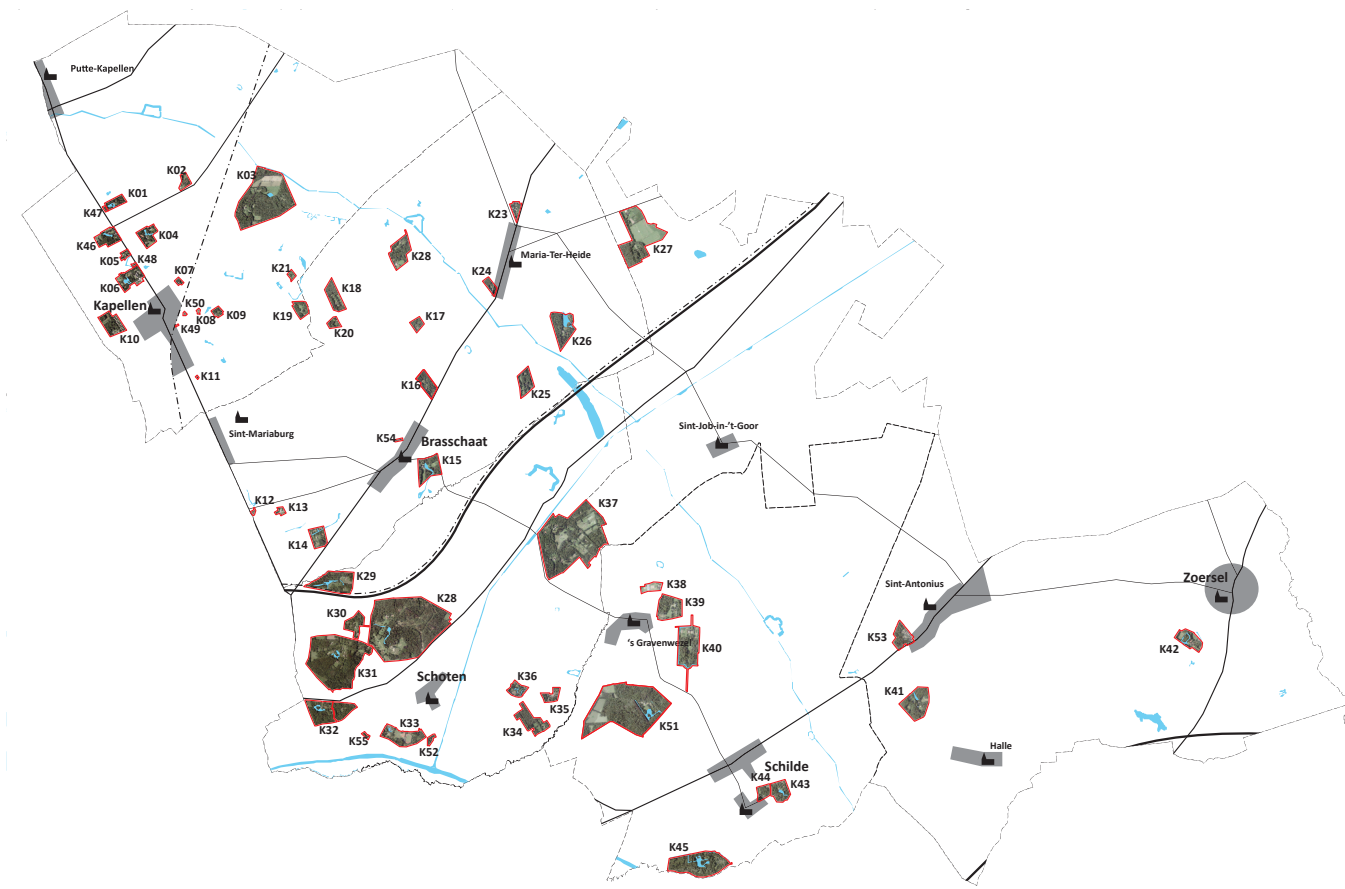 Putte-Kapellen
K02
K03
K01
K47
K23
K04
K46
K27
K48
Maria-Ter-Heide
K05
K28
K07
K21
K24
K06
K18
K50
Kapellen
K09
K19
K08
K17
K49
K20
K10
K26
K11
K16
K25
Sint-Job-in-'t-Goor
Sint-Mariaburg
K54
Brasschaat
K15
K12
K13
K37
K14
K29
Zoersel
K38
Sint-Antonius
K28
K39
K30
's Gravenwezel
K53
K42
K40
K31
Schoten
K36
K41
K35
K32
K33
K34
K51
K55
K52
Halle
Schilde
K44
K43
K45